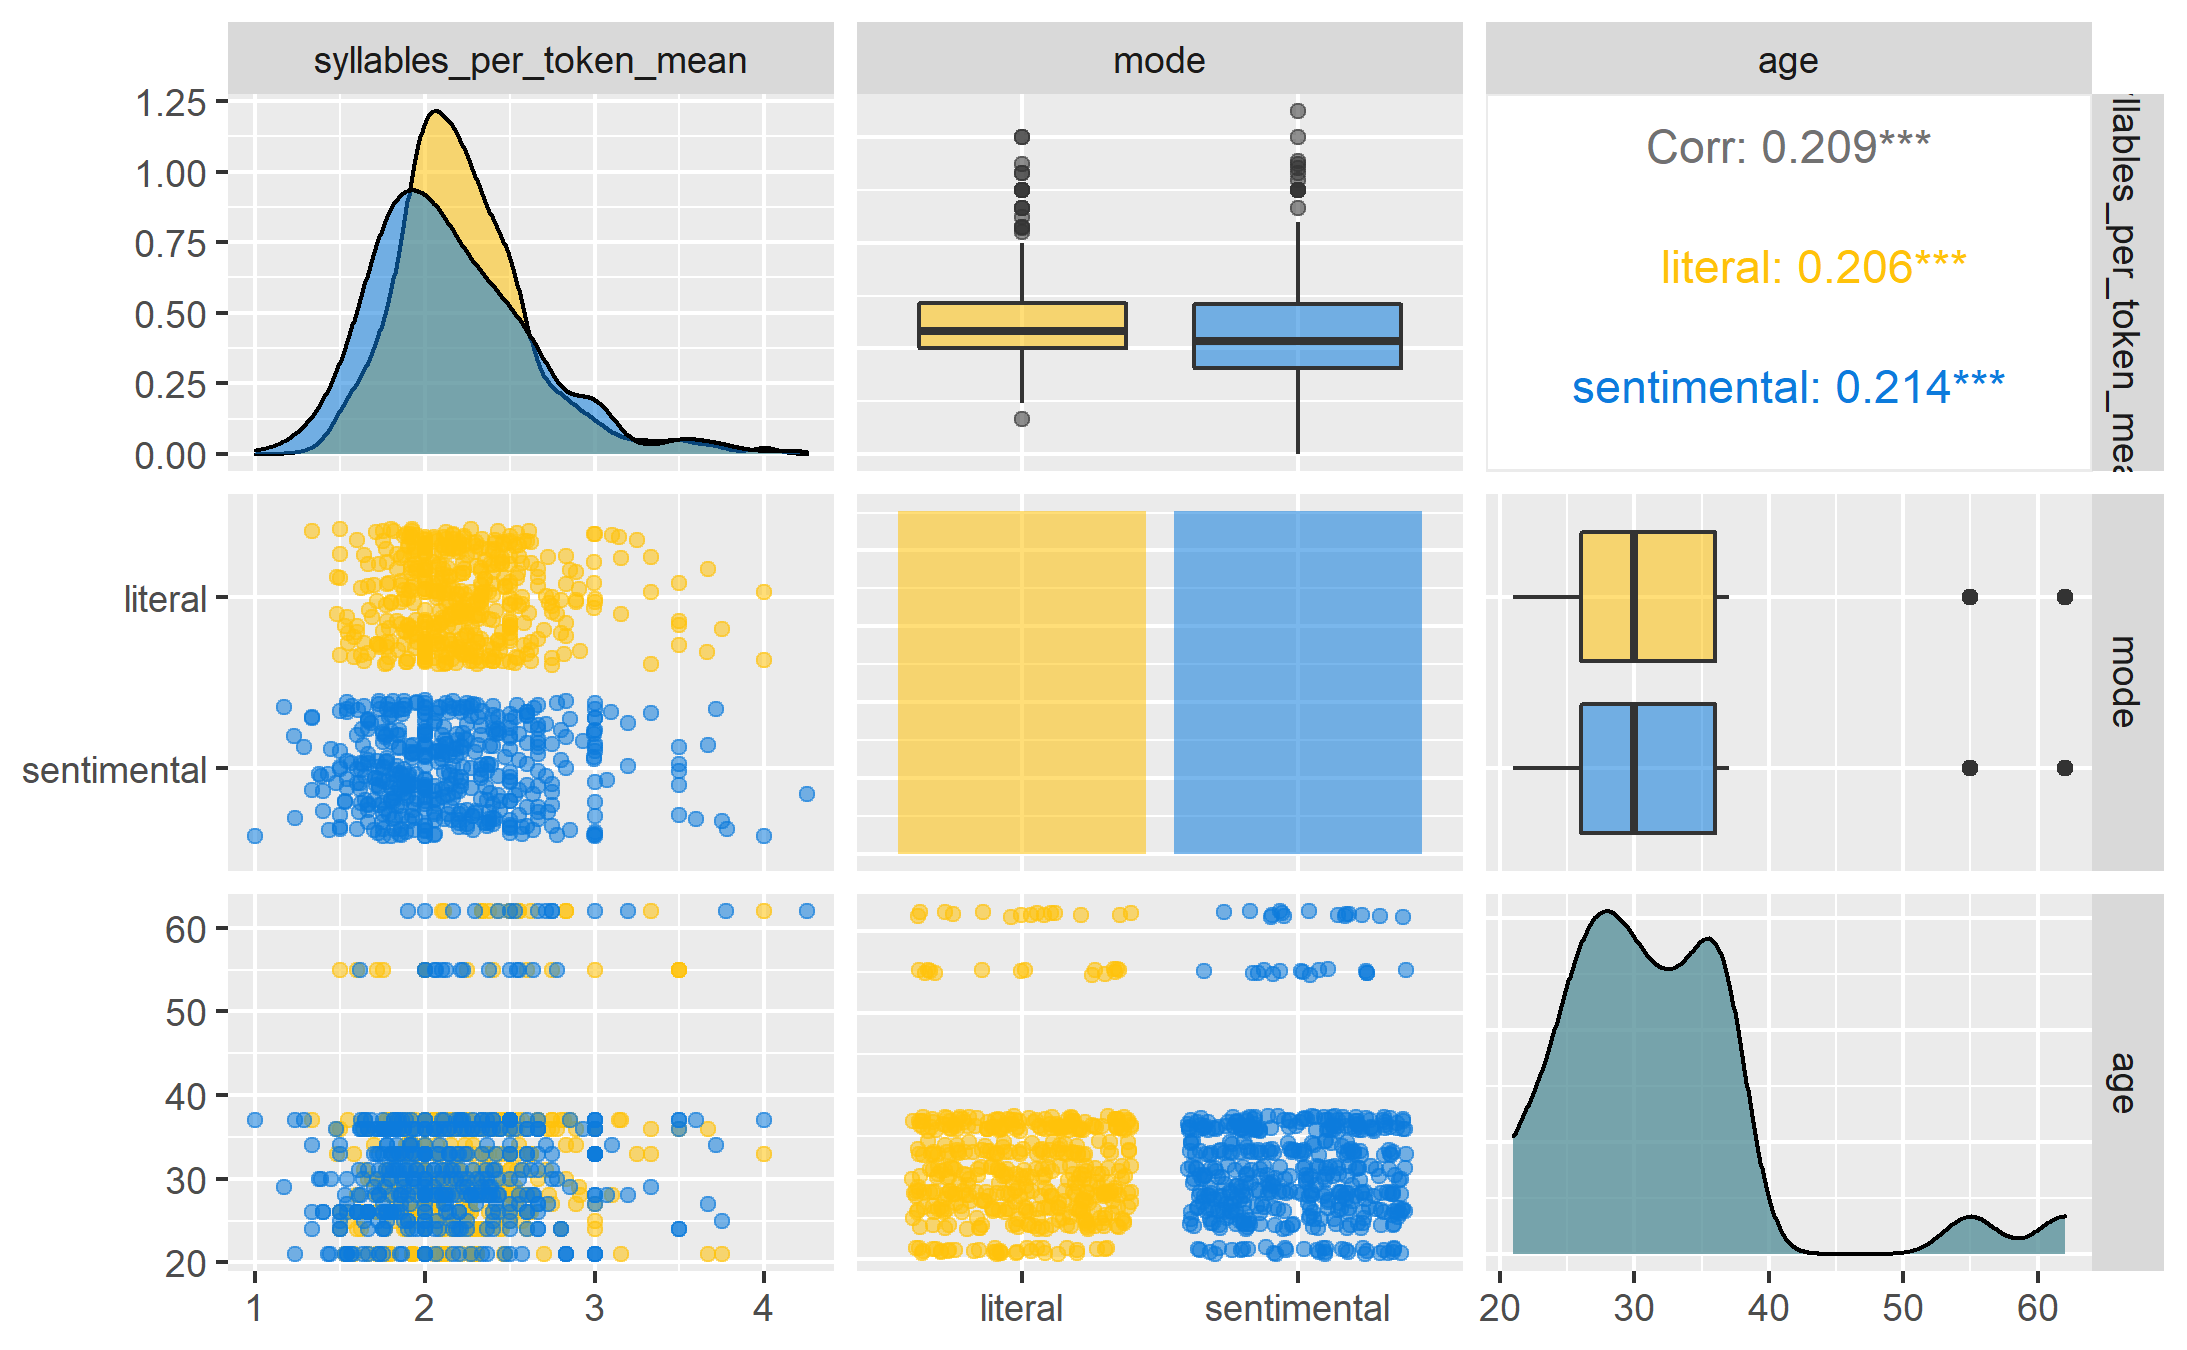 syllables_per_token_mean mode age
1.25
1.00
0.75
0.50
0.25
0.00
Corr: 0.209***
literal: 0.206***
sentimental: 0.214***
yllables_per_token_mea
literal
sentimental
mode
60
50
40
30
20
age
1 2 3 4
literal sentimental
20 30 40 50 60